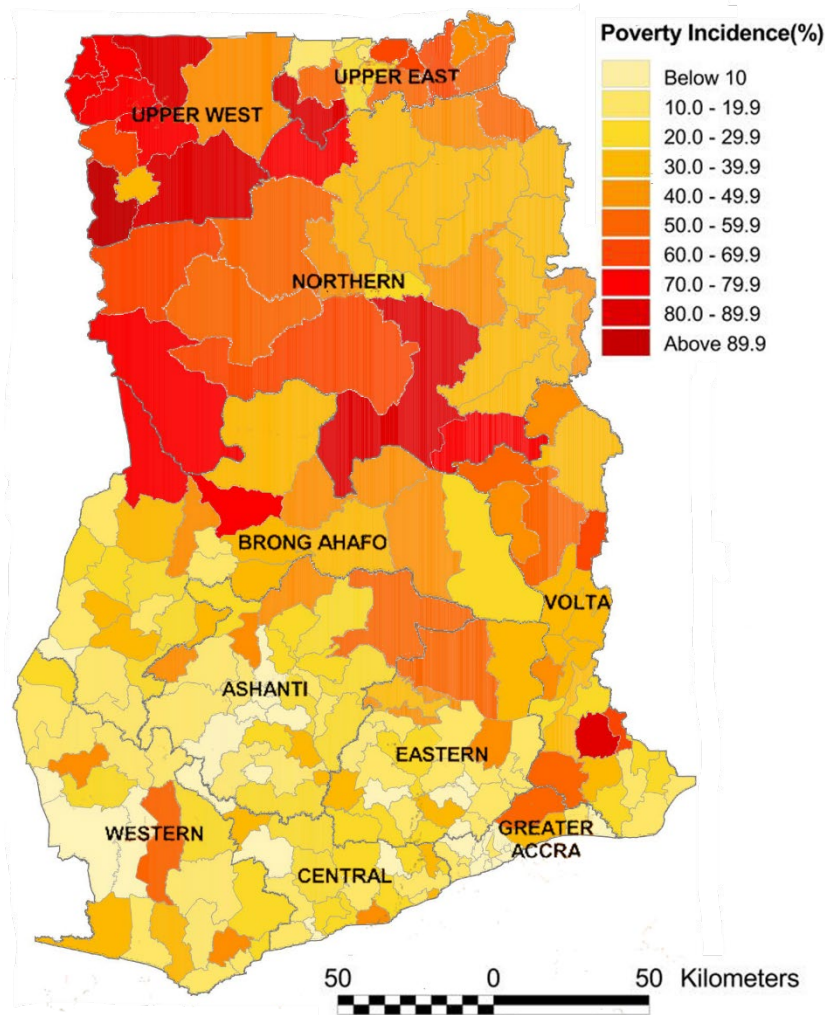 Poverty Incidence(%)
Below 10
10.0 - 19.9
20.0 - 29.9
30.0 - 39.9
40.0 - 49.9
50.0 - 59.9
60.0 - 69.9
70.0 - 79.9
80.0 - 89.9
Above 89.9
UPPER EAST
UPPER WEST
NORTHERN
BRONG AHAFO
VOLTA
ASHANTI
EASTERN
WESTERN
GREATER
ACCRA
CENTRAL
50 0 50 Kilometers